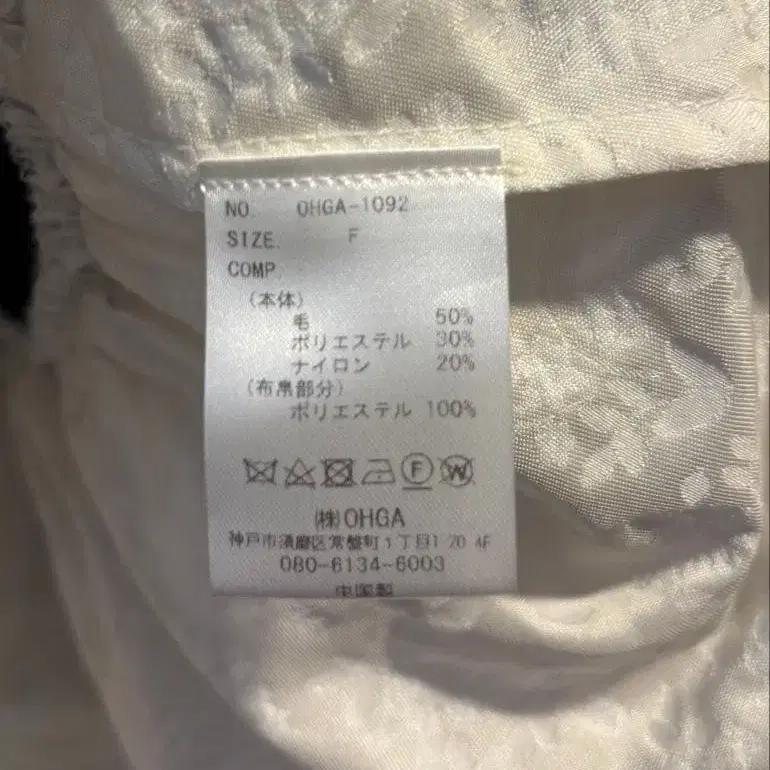 NO. OHGA-1092
SIZE. F
COMP.
(本体)
毛 50%
ポリエステル 30%
ナイロン 20%
(布帛部分)
ポリエステル 100%
F W
(株)OHGA
神戸市須磨区常盤町1丁目1 20 4F
080-6134-6003
中国製